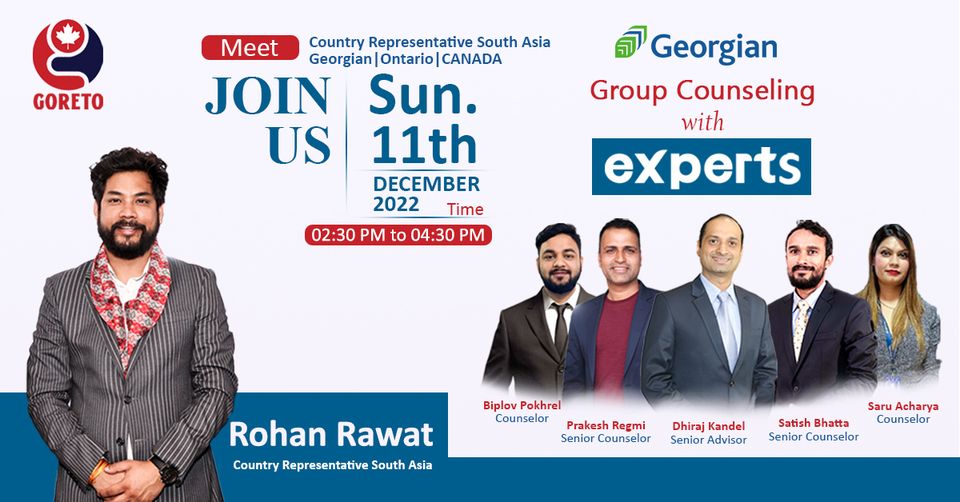 GORETO
Meet
Country Representative South Asia
Georgian|Ontario|CANADA
JOIN
US
Sun.
11th
DECEMBER
2022
Time
02:30 PM to 04:30 PM
Georgian
Group Counseling
with
experts
Biplov Pokhrel
Counselor
Prakesh Regmi
Senior Counselor
Dhiraj Kandel
Senior Advisor
Satish Bhatta
Senior Counselor
Saru Acharya
Counselor
Rohan Rawat
Country Representative South Asia